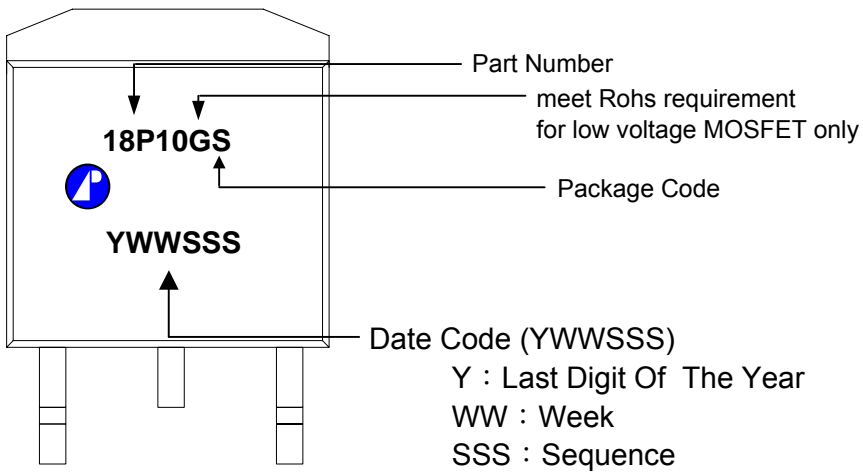 Part Number
meet Rohs requirement
for low voltage MOSFET only
18P10GS
Package Code
YWWSSS
Date Code (YWWSSS)
Y：Last Digit Of The Year
WW：Week
SSS：Sequence